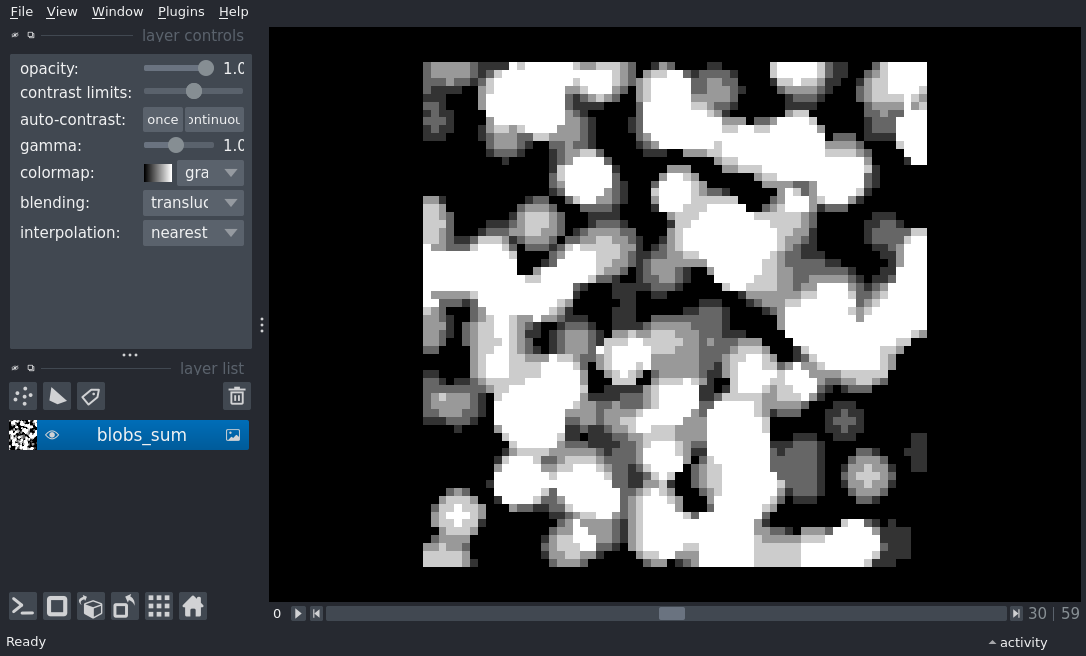 File View Window Plugins Help
layer controls
opacity: 1.0
contrast limits:
auto-contrast: once ontinuou
gamma: 1.0
colormap: gra
blending: transluc
interpolation: nearest
layer list
blobs_sum
0 30 | 59
Ready activity